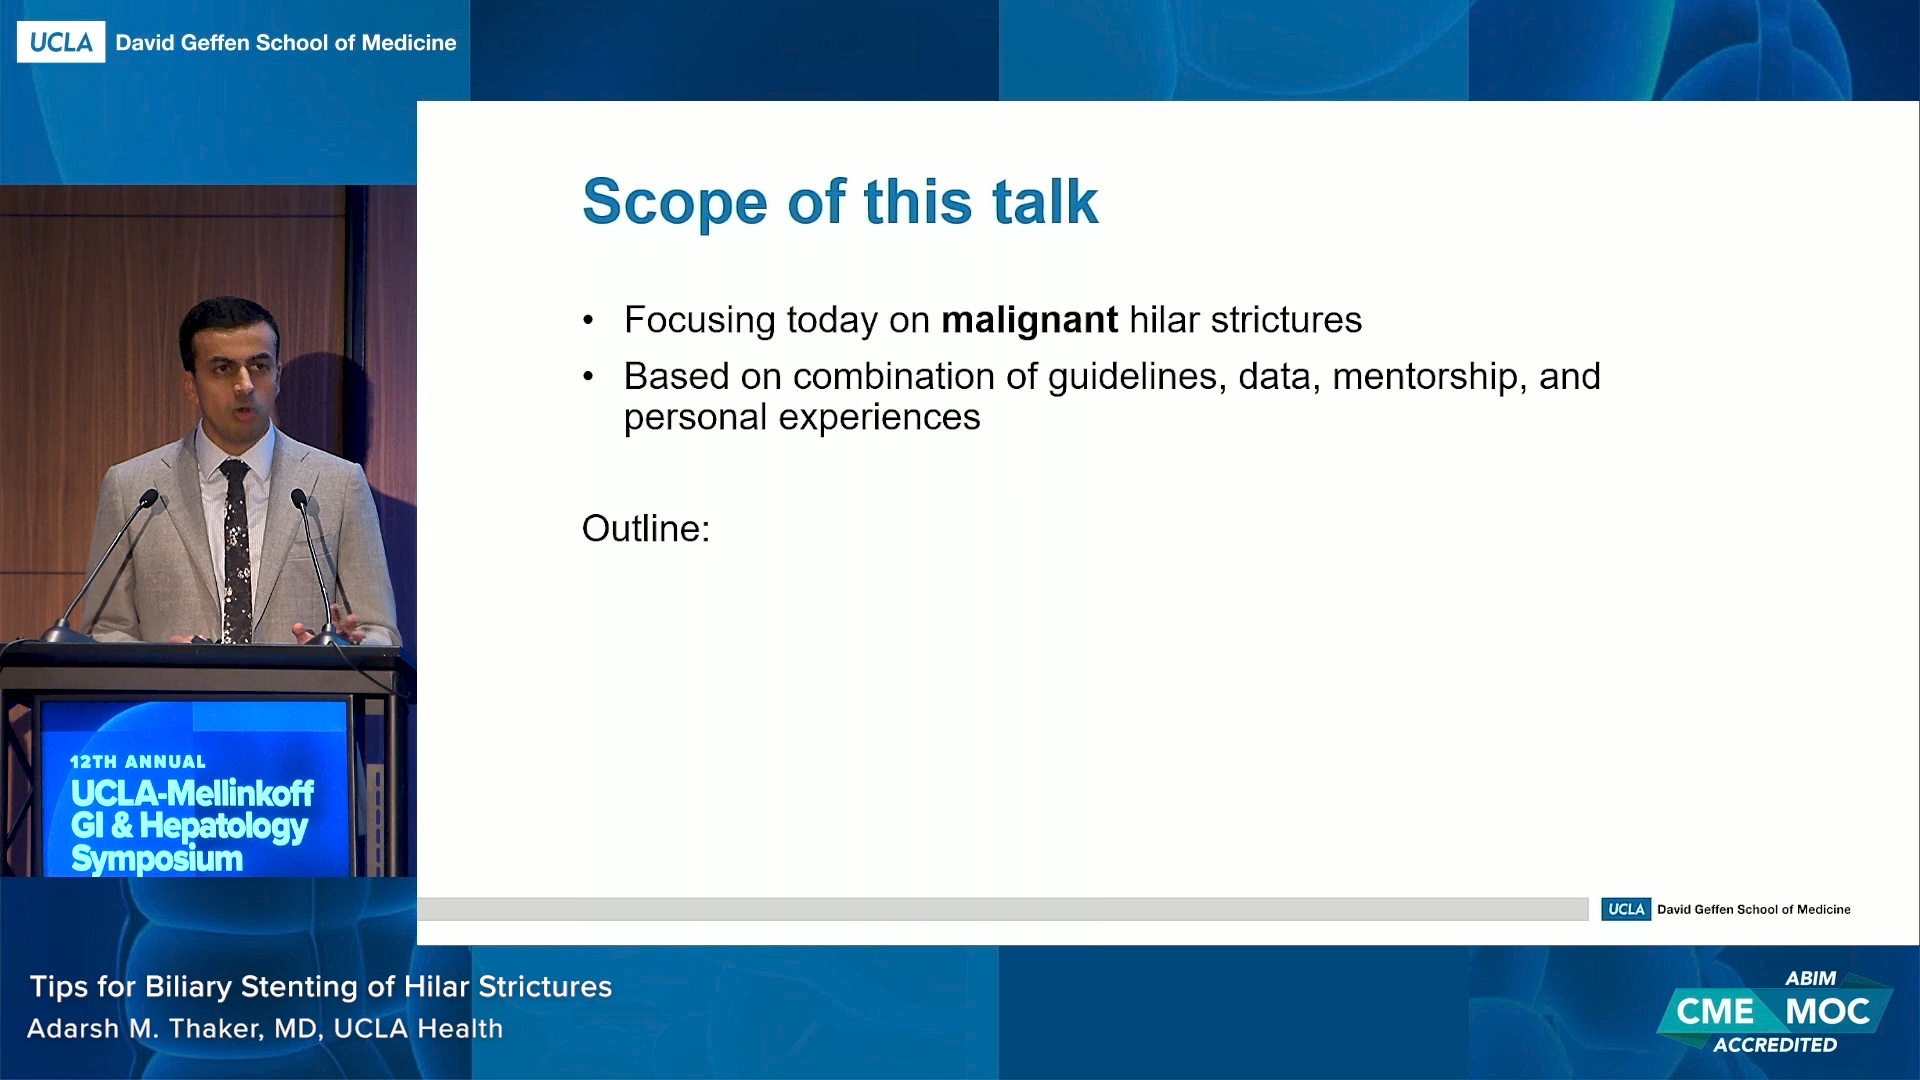 UCLA David Geffen School of Medicine
Scope of this talk
• Focusing today on malignant hilar strictures
• Based on combination of guidelines, data, mentorship, and
personal experiences
Outline:
12TH ANNUAL
UCLA-Mellinkoff
GI & Hepatology
Symposium
UCLA David Geffen School of Medicine
Tips for Biliary Stenting of Hilar Strictures
Adarsh M. Thaker, MD, UCLA Health
ABIM
CME MOC
ACCREDITED